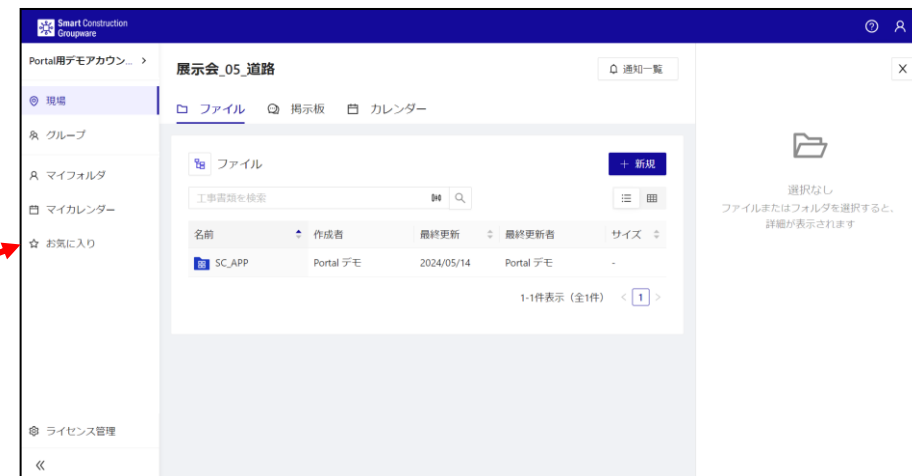 Smart Construction
Groupware
Portal用デモアカウン... >
現場
グループ
マイフォルダ
マイカレンダー
お気に入り
ライセンス管理
展示会_05_道路
通知一覧
ファイル 掲示板 カレンダー
ファイル
+ 新規
工事書類を検索
名前 作成者 最終更新 最終更新者 サイズ
SC_APP Portal デモ 2024/05/14 Portal デモ -
1-1件表示（全1件） < 1 >
X
選択なし
ファイルまたはフォルダを選択すると、
詳細が表示されます